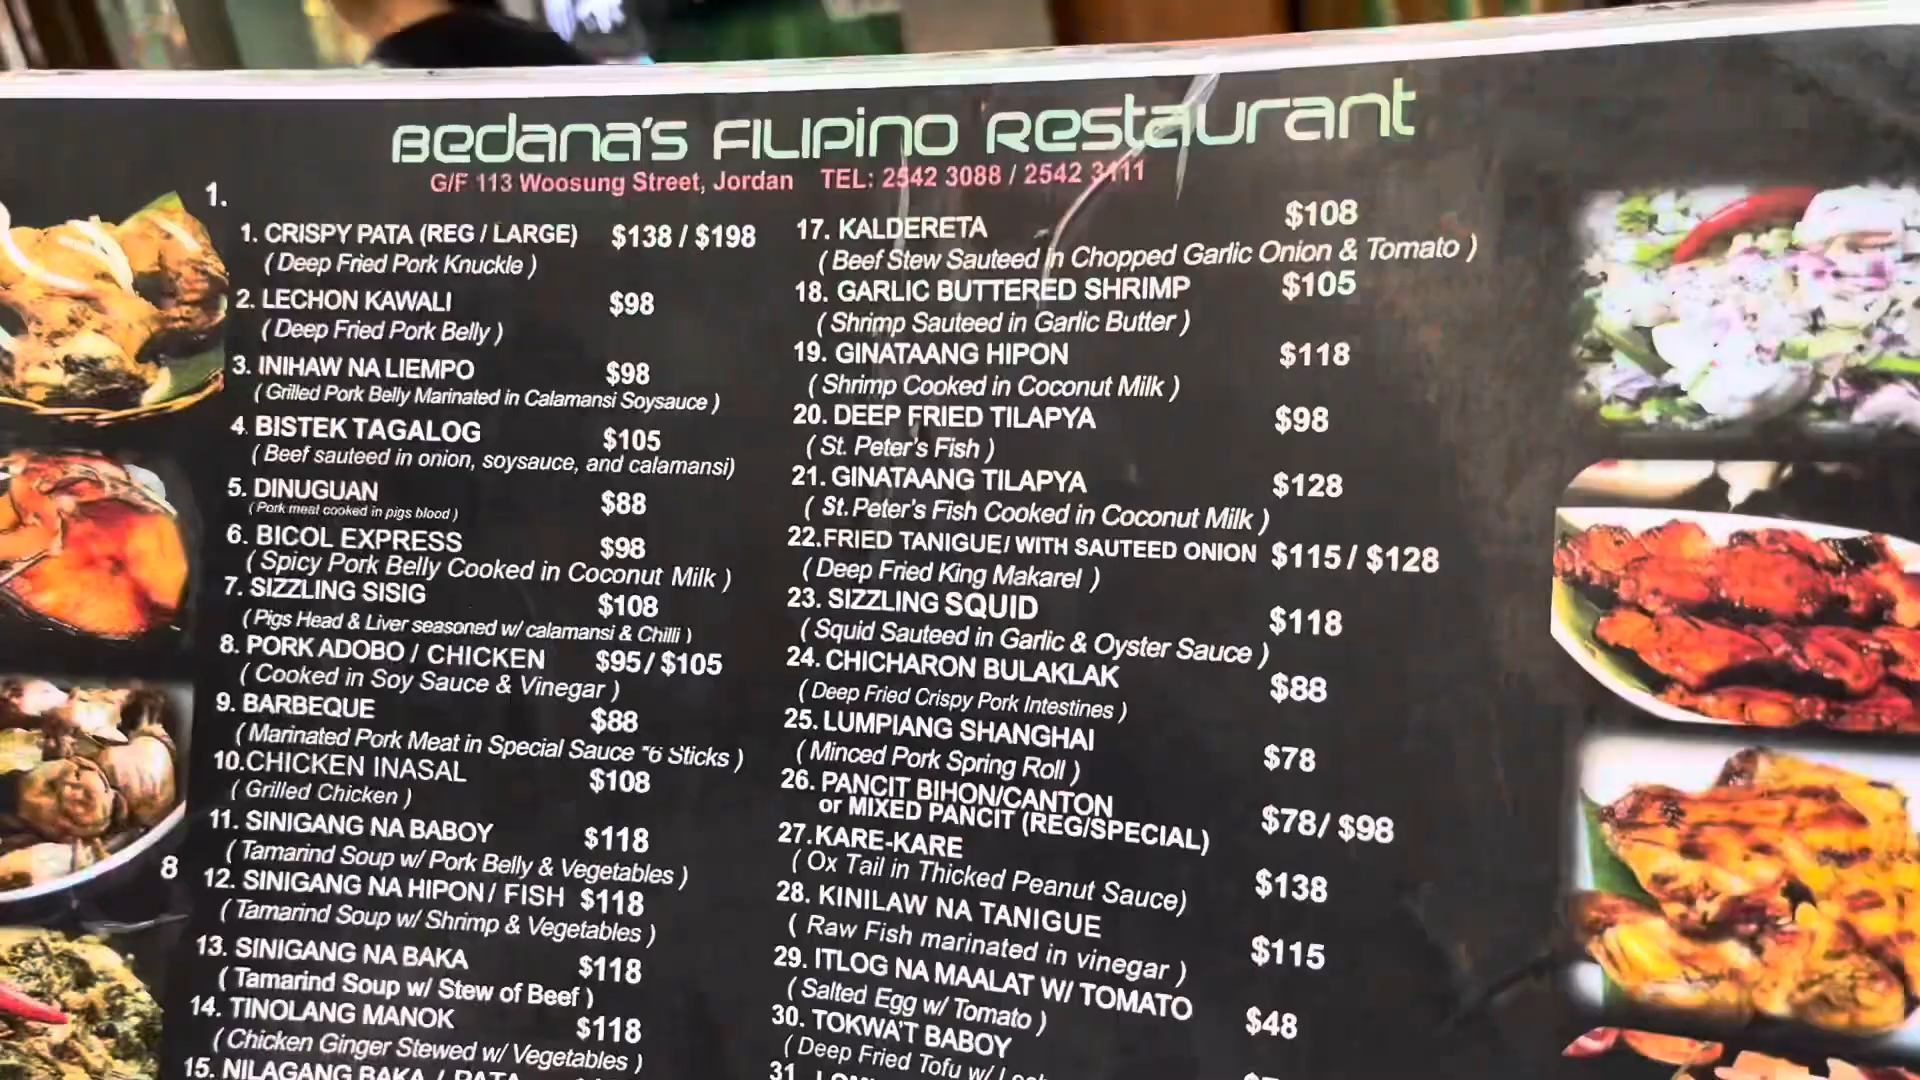 Bedana's Filipino Restaurant
G/F 113 Woosung Street, Jordan TEL: 2542 3088 / 2542 3411
1.
1. CRISPY PATA (REG / LARGE) $138 / $198
( Deep Fried Pork Knuckle )
2. LECHON KAWALI $98
( Deep Fried Pork Belly )
3. INIHAW NA LIEMPO $98
( Grilled Pork Belly Marinated in Calamansi Soysauce )
4. BISTEK TAGALOG $105
( Beef sauteed in onion, soysauce, and calamansi)
5. DINUGUAN $88
( Pork meat cooked in pigs blood )
6. BICOL EXPRESS $98
( Spicy Pork Belly Cooked in Coconut Milk )
7. SIZZLING SISIG $108
( Pigs Head & Liver seasoned w/ calamansi & Chilli )
8. PORK ADOBO / CHICKEN $95 / $105
( Cooked in Soy Sauce & Vinegar )
9. BARBEQUE $88
( Marinated Pork Meat in Special Sauce "6 Sticks )
10.CHICKEN INASAL $108
( Grilled Chicken )
11. SINIGANG NA BABOY $118
( Tamarind Soup w/ Pork Belly & Vegetables )
8
12. SINIGANG NA HIPON / FISH $118
( Tamarind Soup w/ Shrimp & Vegetables )
13. SINIGANG NA BAKA $118
( Tamarind Soup w/ Stew of Beef )
14. TINOLANG MANOK $118
( Chicken Ginger Stewed w/ Vegetables )
15. NILAGANG BAKA / PATA
17. KALDERETA $108
( Beef Stew Sauteed in Chopped Garlic Onion & Tomato )
18. GARLIC BUTTERED SHRIMP $105
( Shrimp Sauteed in Garlic Butter )
19. GINATAANG HIPON $118
( Shrimp Cooked in Coconut Milk )
20. DEEP FRIED TILAPYA $98
( St. Peter's Fish )
21. GINATAANG TILAPYA $128
( St.Peter's Fish Cooked in Coconut Milk )
22.FRIED TANIGUE/ WITH SAUTEED ONION $115 / $128
( Deep Fried King Makarel )
23. SIZZLING SQUID $118
( Squid Sauteed in Garlic & Oyster Sauce )
24. CHICHARON BULAKLAK $88
( Deep Fried Crispy Pork Intestines )
25. LUMPIANG SHANGHAI $78
( Minced Pork Spring Roll )
26. PANCIT BIHON/CANTON
or MIXED PANCIT (REG/SPECIAL) $78/ $98
27.KARE-KARE $138
( Ox Tail in Thicked Peanut Sauce)
28. KINILAW NA TANIGUE $115
( Raw Fish marinated in vinegar )
29. ITLOG NA MAALAT W/ TOMATO $48
( Salted Egg w/ Tomato )
30. TOKWA'T BABOY
( Deep Fried Tofu w/
31.